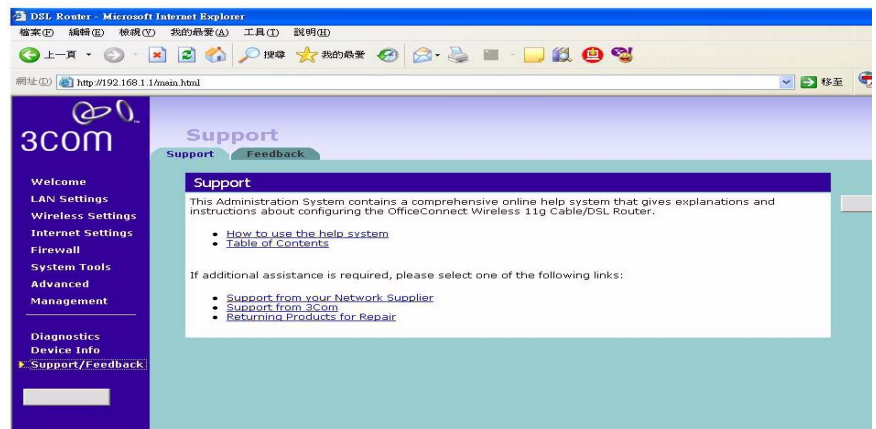 DSL Router - Microsoft Internet Explorer
檔案(F) 編輯(E) 檢視(V) 我的最愛(A) 工具(T) 說明(H)
上一頁 搜尋 我的最愛
網址(D) http://192.168.1.1/main.html 移至
3COM
Support
Support Feedback
Welcome
LAN Settings
Wireless Settings
Internet Settings
Firewall
System Tools
Advanced
Management
Diagnostics
Device Info
Support/Feedback
Support
This Administration System contains a comprehensive online help system that gives explanations and
instructions about configuring the OfficeConnect Wireless 11g Cable/DSL Router.
How to use the help system
Table of Contents
If additional assistance is required, please select one of the following links:
Support from your Network Supplier
Support from 3Com
Returning Products for Repair